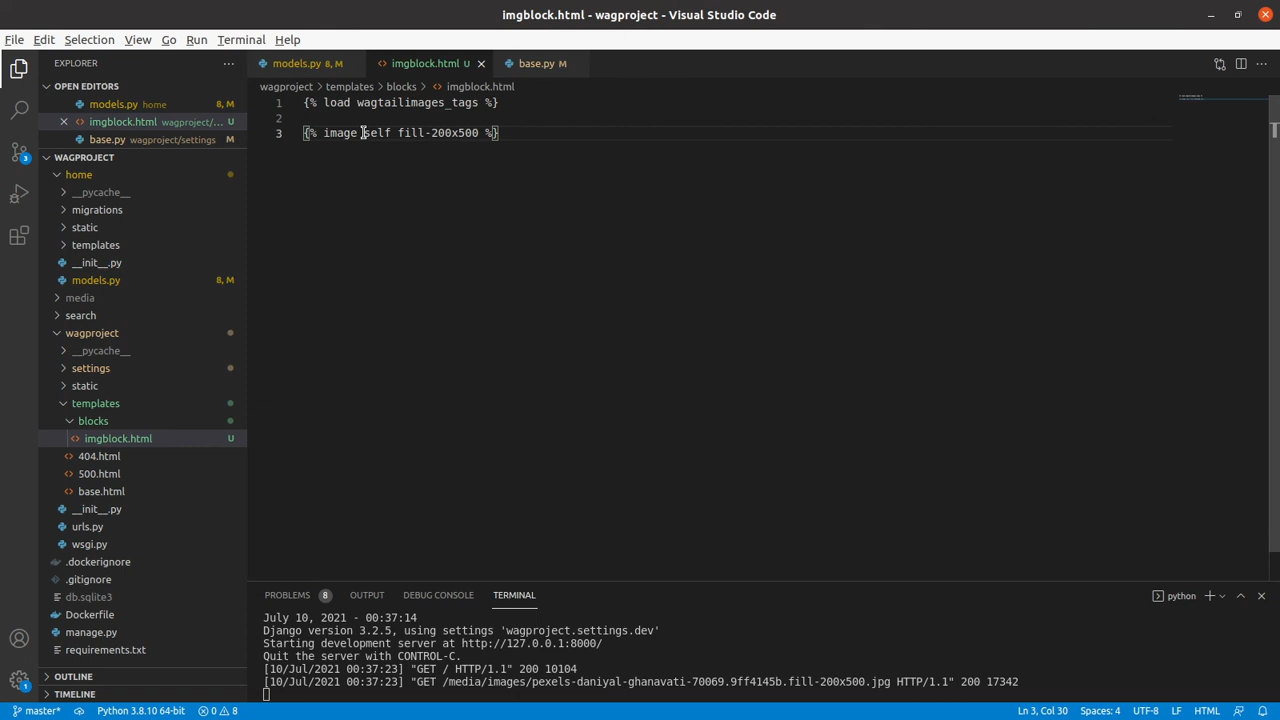 imgblock.html - wagproject - Visual Studio Code
File Edit Selection View Go Run Terminal Help
EXPLORER
models.py 8, M
imgblock.html U
base.py M
OPEN EDITORS
models.py home 8, M
imgblock.html wagproject/... U
base.py wagproject/settings M
wagproject > templates > blocks > imgblock.html
1 {% load wagtailimages_tags %}
2
3 {% image self fill-200x500 %}
WAGPROJECT
home
__pycache__
migrations
static
templates
__init__.py
models.py 8, M
media
search
wagproject
__pycache__
settings
static
templates
blocks
imgblock.html U
404.html
500.html
base.html
__init__.py
urls.py
wsgi.py
.dockerignore
.gitignore
db.sqlite3
Dockerfile
manage.py
requirements.txt
OUTLINE
TIMELINE
3
1
PROBLEMS 8 OUTPUT DEBUG CONSOLE TERMINAL
python
July 10, 2021 - 00:37:14
Django version 3.2.5, using settings 'wagproject.settings.dev'
Starting development server at http://127.0.0.1:8000/
Quit the server with CONTROL-C.
[10/Jul/2021 00:37:23] "GET / HTTP/1.1" 200 10104
[10/Jul/2021 00:37:23] "GET /media/images/pexels-daniyal-ghanavati-70069.9ff4145b.fill-200x500.jpg HTTP/1.1" 200 17342
master* Python 3.8.10 64-bit 0 8
Ln 3, Col 30 Spaces: 4 UTF-8 LF HTML